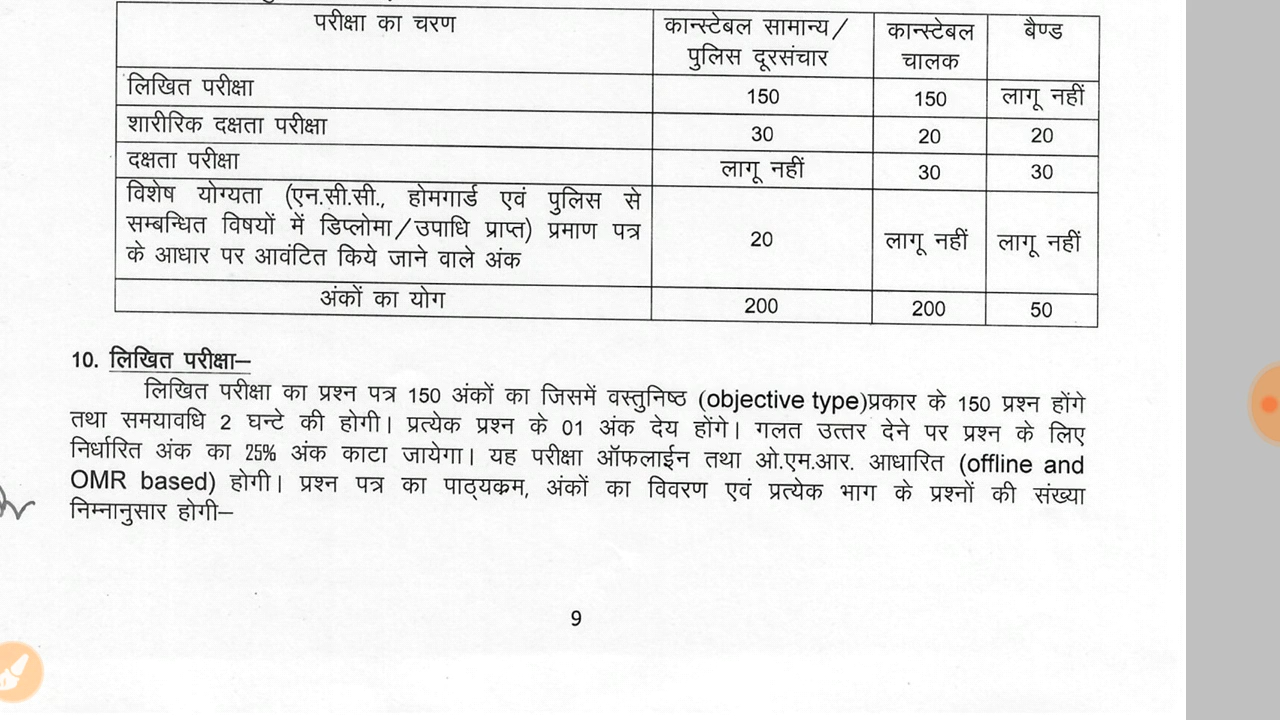 परीक्षा का चरण
कान्स्टेबल सामान्य/
पुलिस दूरसंचार
कान्स्टेबल
चालक
बैण्ड
लिखित परीक्षा
150
150
लागू नहीं
शारीरिक दक्षता परीक्षा
30
20
20
दक्षता परीक्षा
लागू नहीं
30
30
विशेष योग्यता (एन.सी.सी., होमगार्ड एवं पुलिस से
सम्बन्धित विषयों में डिप्लोमा/उपाधि प्राप्त) प्रमाण पत्र
के आधार पर आवंटित किये जाने वाले अंक
20
लागू नहीं
लागू नहीं
अंकों का योग
200
200
50
10. लिखित परीक्षा–
लिखित परीक्षा का प्रश्न पत्र 150 अंकों का जिसमें वस्तुनिष्ठ (objective type)प्रकार के 150 प्रश्न होंगे
तथा समयावधि 2 घन्टे की होगी। प्रत्येक प्रश्न के 01 अंक देय होंगे। गलत उत्तर देने पर प्रश्न के लिए
निर्धारित अंक का 25% अंक काटा जायेगा। यह परीक्षा ऑफलाईन तथा ओ.एम.आर. आधारित (offline and
OMR based) होगी। प्रश्न पत्र का पाठ्यक्रम, अंकों का विवरण एवं प्रत्येक भाग के प्रश्नों की संख्या
निम्नानुसार होगी–
9